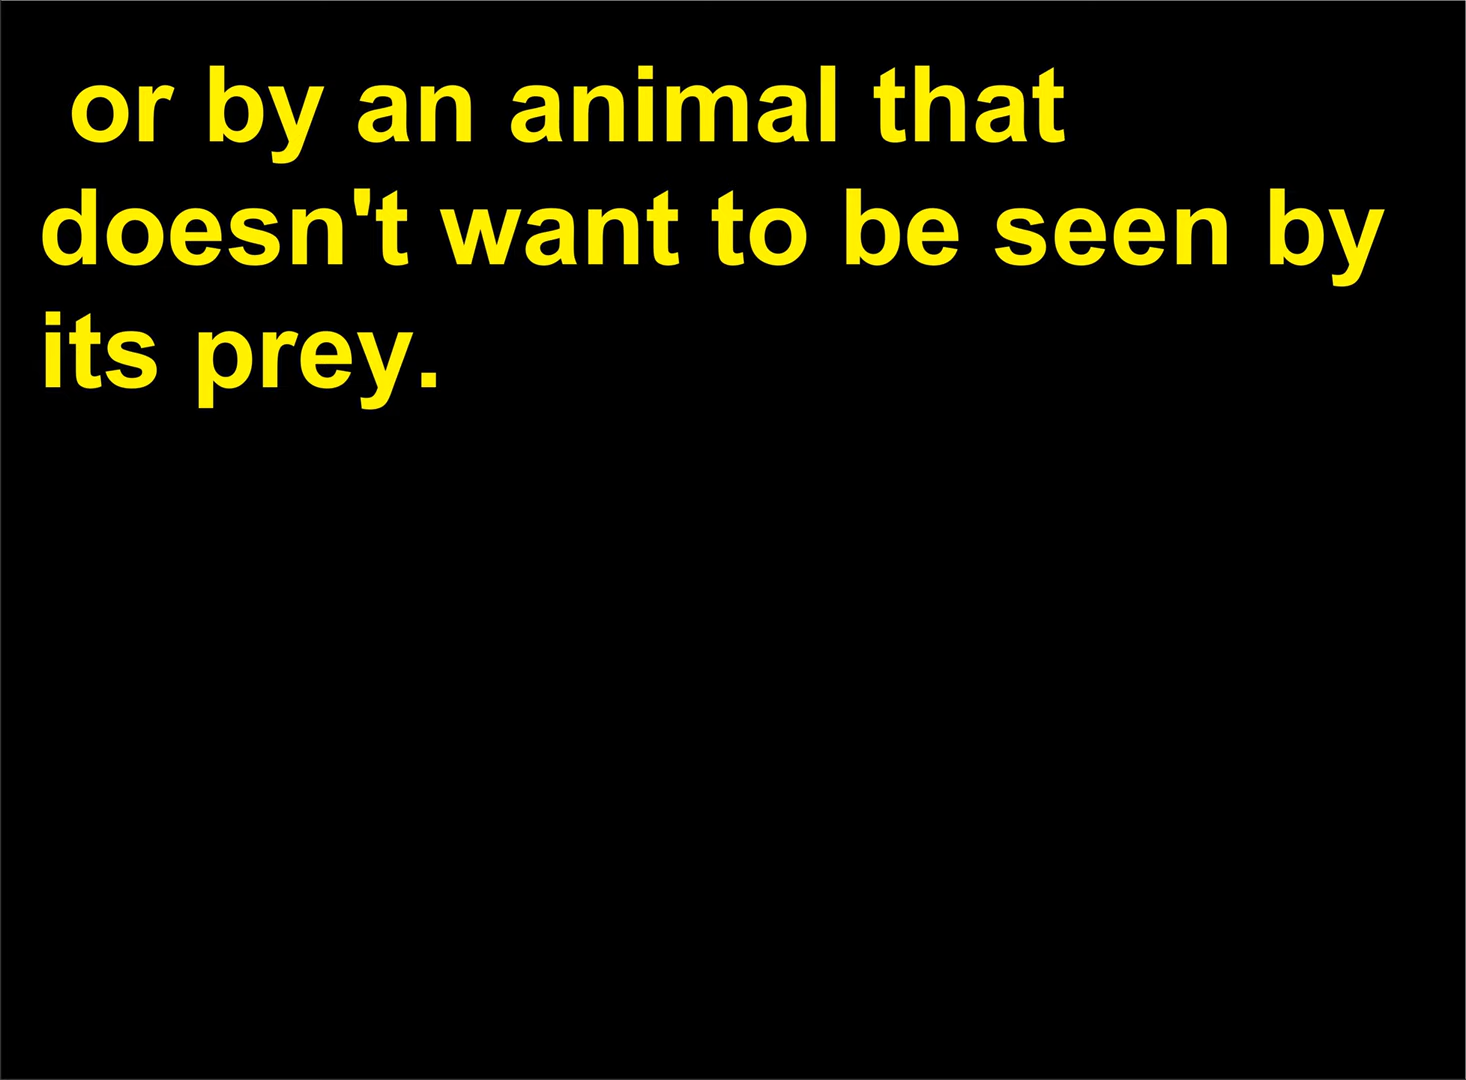 or by an animal that
doesn't want to be seen by
its prey.